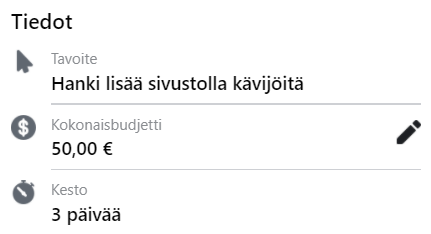 Tiedot
Tavoite
Hanki lisää sivustolla kävijöitä
Kokonaisbudjetti
50,00 €
Kesto
3 päivää